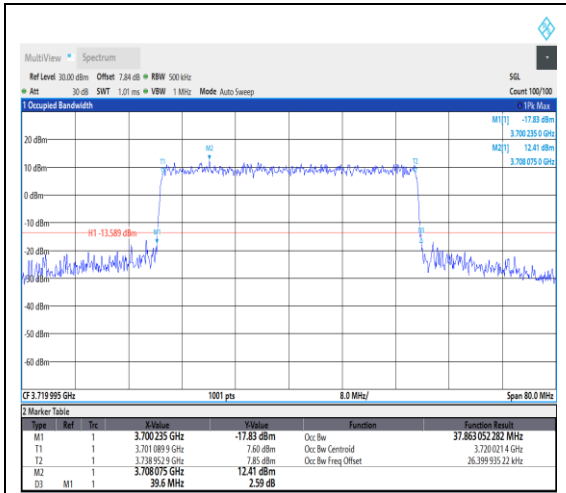 MultiView Spectrum
Ref Level 30.00 dBm Offset 7.84 dB RBW 500 kHz SGL
Att 30 dB SWT 1.01 ms VBW 1 MHz Mode Auto Sweep Count 100/100
1 Occupied Bandwidth 1Pk Max
M1[1] -17.83 dBm
3.700 235 0 GHz
M2[1] 12.41 dBm
3.708 075 0 GHz
20 dBm
M2
T1 T2
10 dBm
0 dBm
-10 dBm
H1 -13.589 dBm
M1 D3
-20 dBm
-30 dBm
-40 dBm
-50 dBm
-60 dBm
CF 3.719 995 GHz 1001 pts 8.0 MHz/ Span 80.0 MHz
2 Marker Table
Type Ref Trc X-Value Y-Value Function Function Result
M1 1 3.700 235 GHz -17.83 dBm Occ Bw 37.863 052 282 MHz
T1 1 3.701 089 9 GHz 7.60 dBm Occ Bw Centroid 3.720 021 4 GHz
T2 1 3.738 952 9 GHz 7.85 dBm Occ Bw Freq Offset 26.399 935 22 kHz
M2 1 3.708 075 GHz 12.41 dBm
D3 M1 1 39.6 MHz 2.59 dB